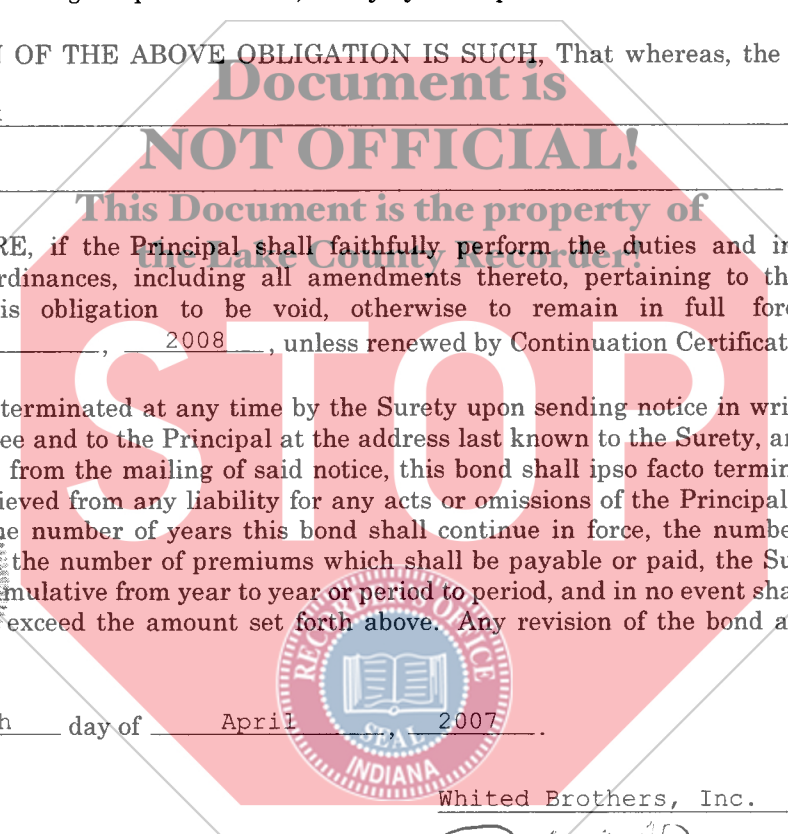 N OF THE ABOVE OBLIGATION IS SUCH, That whereas, the
Document is
NOT OFFICIAL!
This Document is the property of
the Lake County Recorder!
RE, if the Principal shall faithfully perform the duties and in
rdinances, including all amendments thereto, pertaining to th
is obligation to be void, otherwise to remain in full for
, 2008 , unless renewed by Continuation Certificat
STOP
terminated at any time by the Surety upon sending notice in wri
ee and to the Principal at the address last known to the Surety, a
from the mailing of said notice, this bond shall ipso facto termin
ieved from any liability for any acts or omissions of the Principal
ne number of years this bond shall continue in force, the numbe
the number of premiums which shall be payable or paid, the Su
mulative from year to year or period to period, and in no event sha
exceed the amount set forth above. Any revision of the bond a
RECORDER'S OFFICE
SEAL
INDIANA
h day of April , 2007 .
Whited Brothers, Inc.